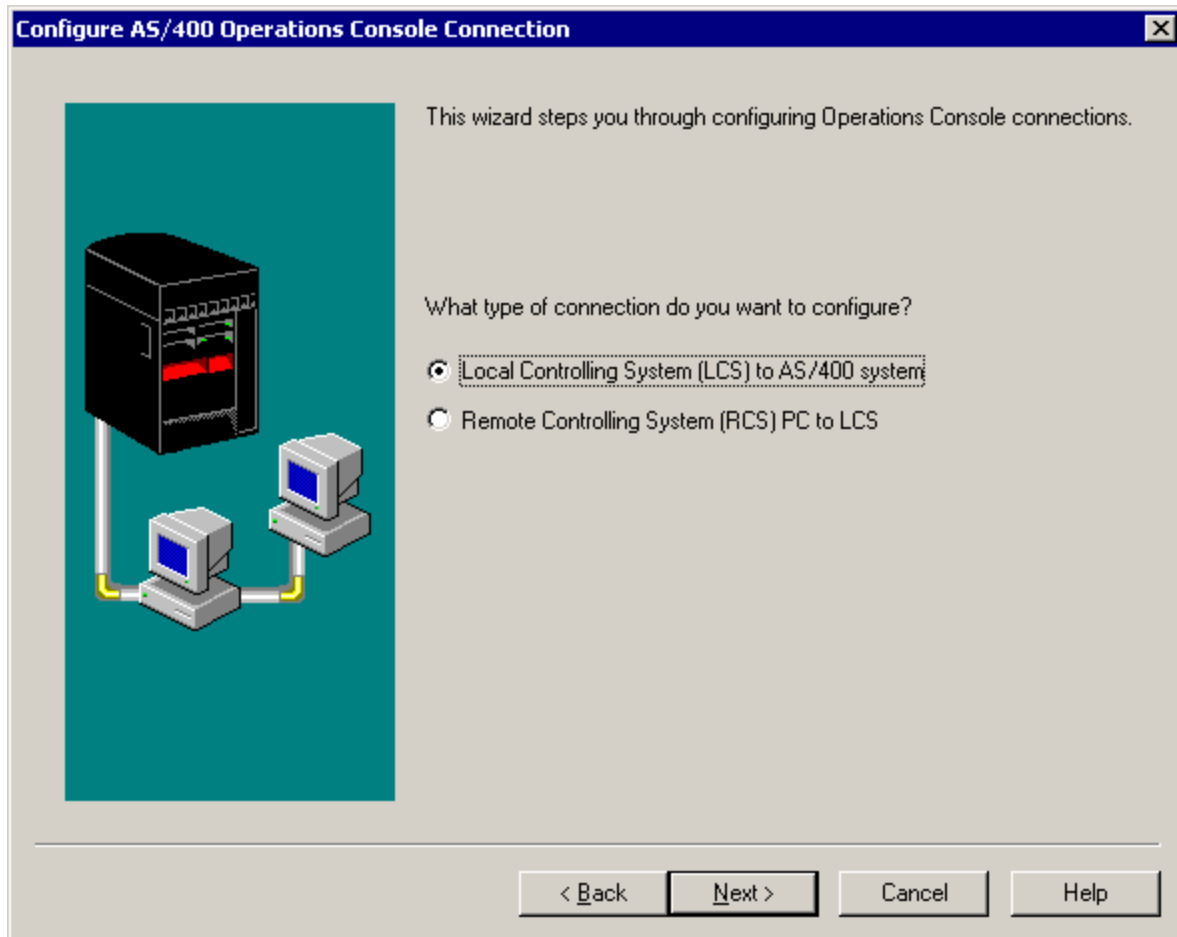 Configure AS/400 Operations Console Connection
This wizard steps you through configuring Operations Console connections.
What type of connection do you want to configure?
Local Controlling System (LCS) to AS/400 system
Remote Controlling System (RCS) PC to LCS
< Back
Next >
Cancel
Help